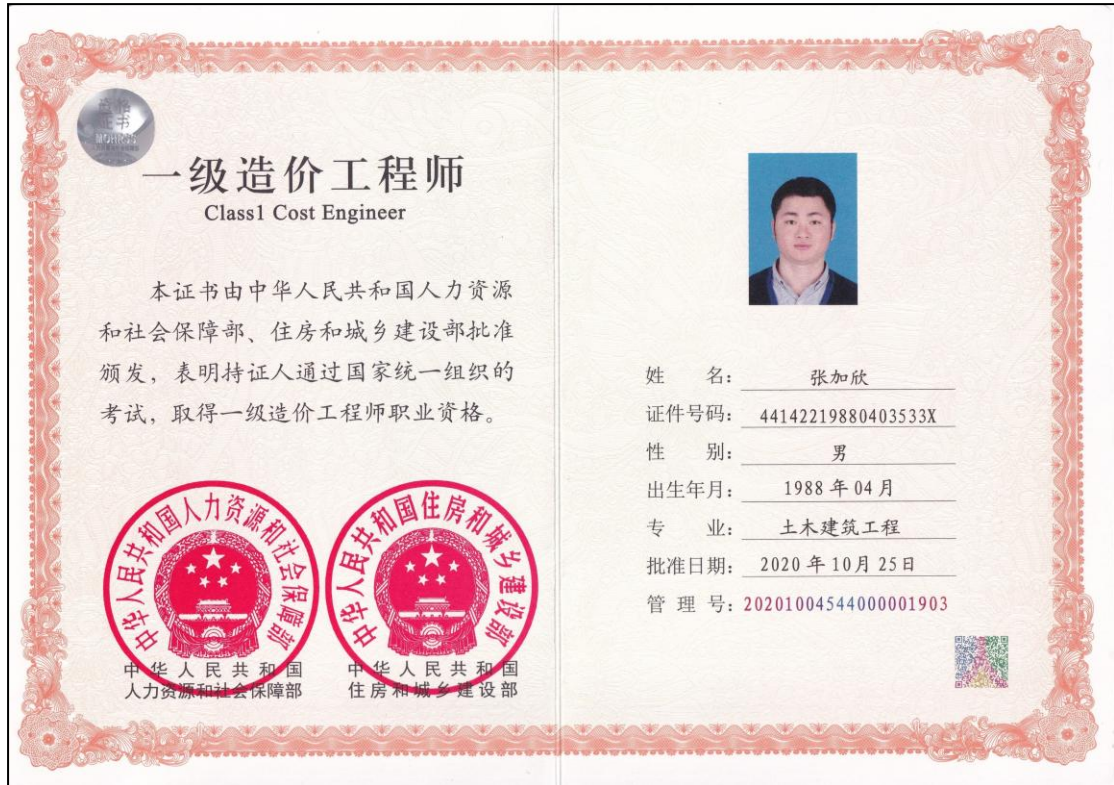 资格
证书
MOHRSS
一级造价工程师
Class1 Cost Engineer
本证书由中华人民共和国人力资源
和社会保障部、住房和城乡建设部批准
颁发，表明持证人通过国家统一组织的
考试，取得一级造价工程师职业资格。
中华人民共和国人力资源和社会保障部
中华人民共和国住房和城乡建设部
中华人民共和国
人力资源和社会保障部
中华人民共和国
住房和城乡建设部
姓 名：张加欣
证件号码：44142219880403533X
性 别：男
出生年月：1988年04月
专 业：土木建筑工程
批准日期：2020年10月25日
管 理 号：20201004544000001903